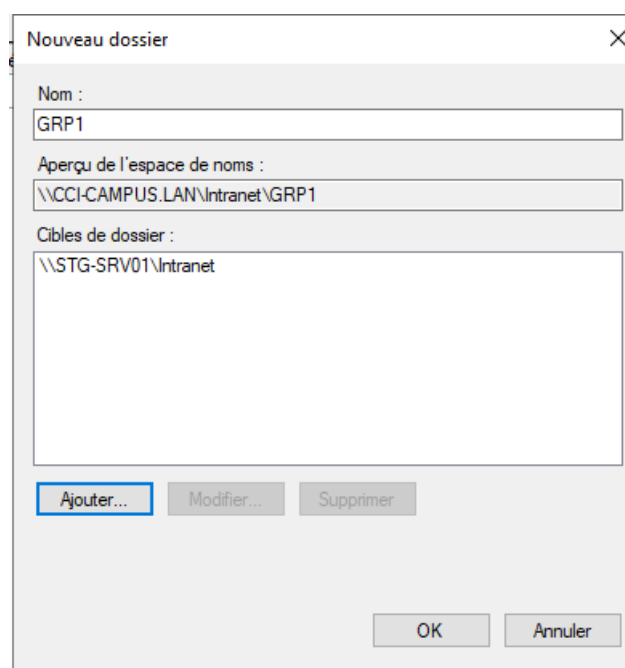 Nouveau dossier
Nom :
GRP1
Aperçu de l'espace de noms :
\\CCI-CAMPUS.LAN\Intranet\GRP1
Cibles de dossier :
\\STG-SRV01\Intranet
Ajouter... Modifier... Supprimer
OK Annuler